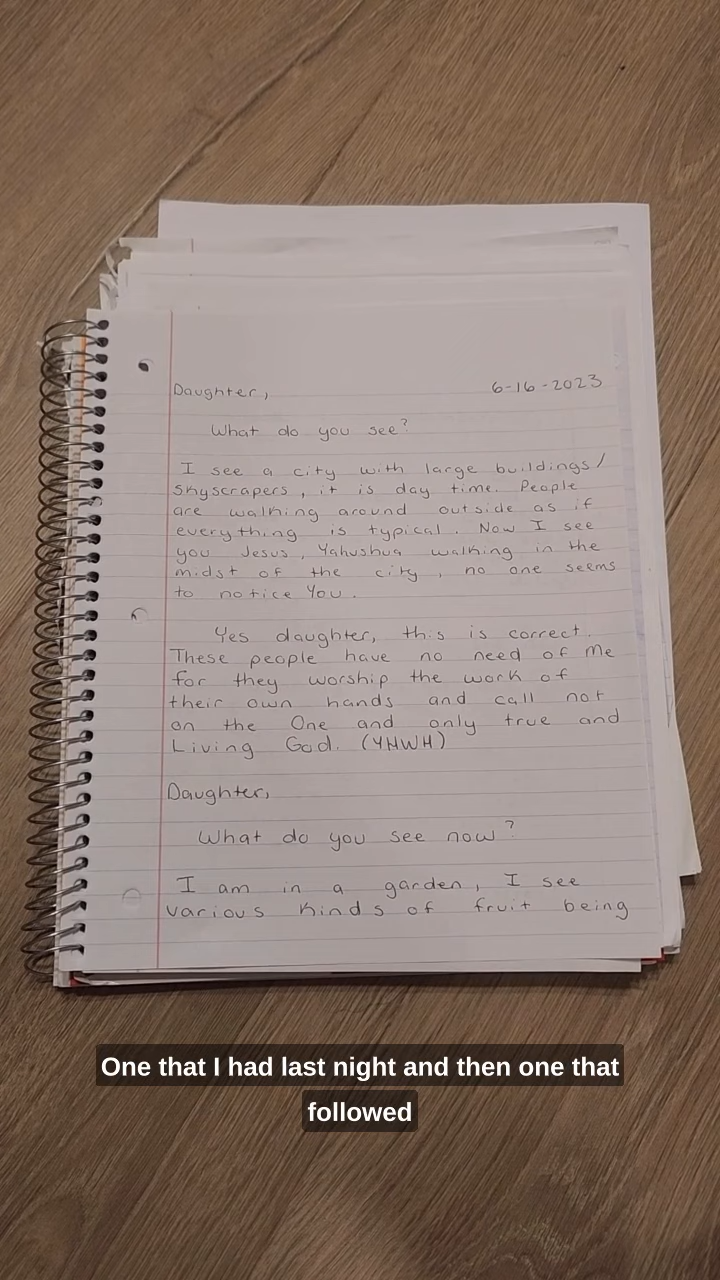 Daughter, 6-16-2023
What do you see?
I see a city with large buildings/
skyscrapers, it is day time. People
are walking around outside as if
everything is typical. Now I see
you Jesus, Yahushua walking in the
midst of the city, no one seems
to notice You.
Yes daughter, this is correct.
These people have no need of Me
for they worship the work of
their own hands and call not
on the One and only true and
Living God. (YHWH)
Daughter,
What do you see now?
I am in a garden, I see
various kinds of fruit being
One that I had last night and then one that
followed